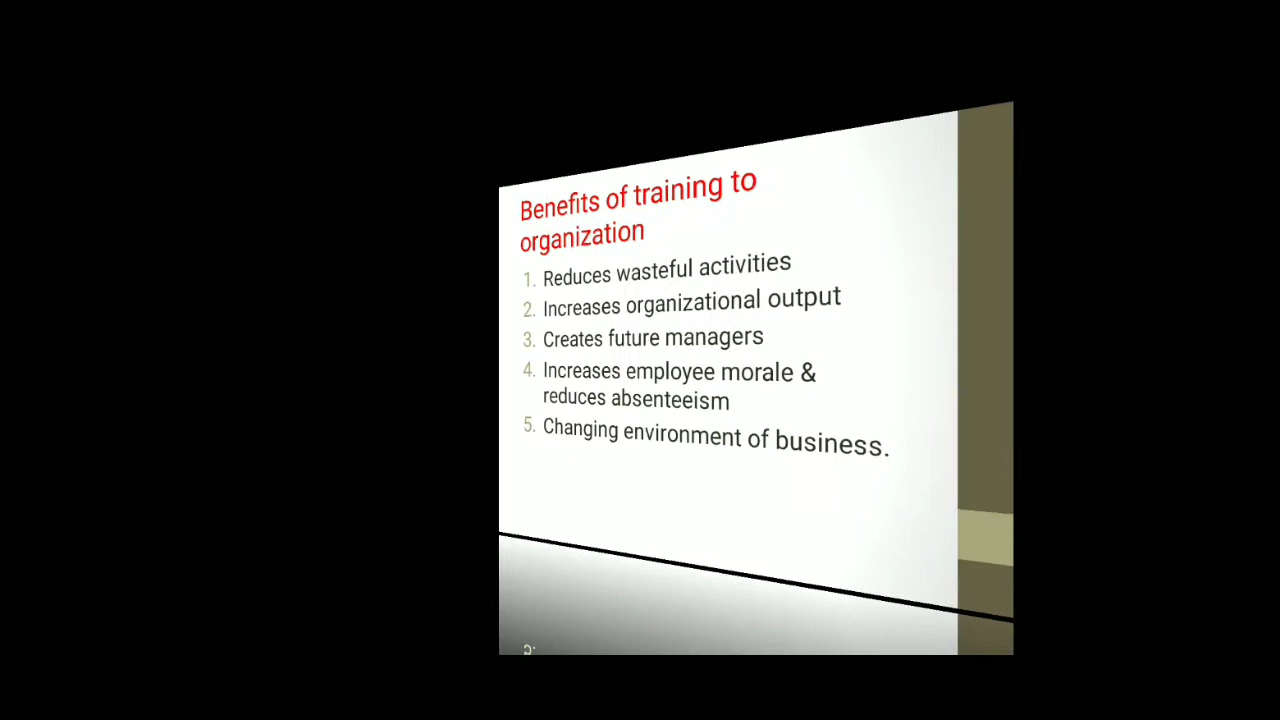 Benefits of training to
organization
1. Reduces wasteful activities
2. Increases organizational output
3. Creates future managers
4. Increases employee morale &
reduces absenteeism
5. Changing environment of business.